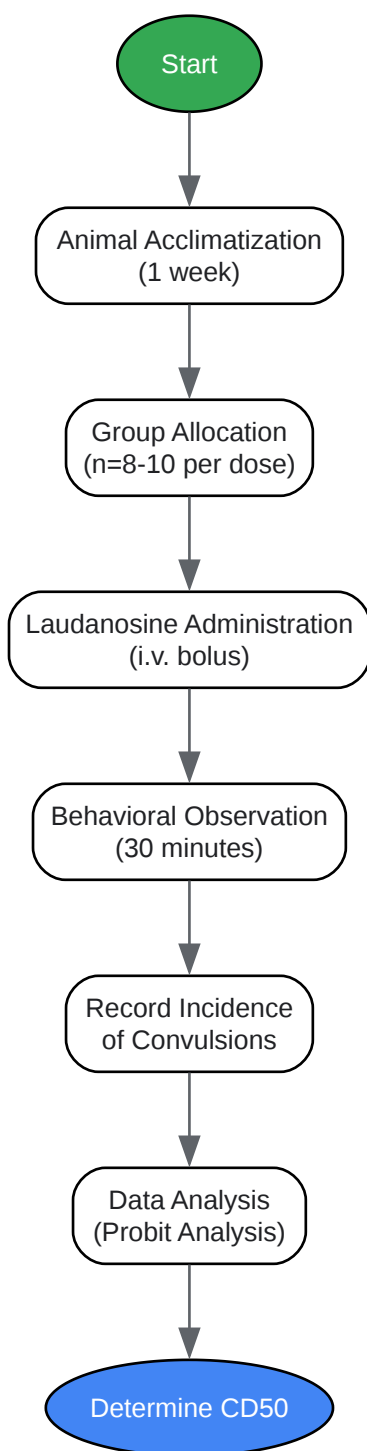 Start
Animal Acclimatization
(1 week)
Group Allocation
(n=8-10 per dose)
Laudanosine Administration
(i.v. bolus)
Behavioral Observation
(30 minutes)
Record Incidence
of Convulsions
Data Analysis
(Probit Analysis)
Determine CD50